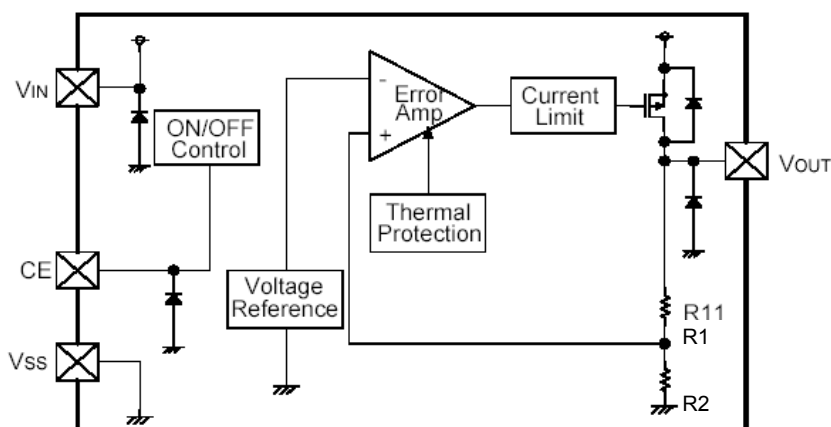 VIN
ON/OFF
Control
-
Error
Amp
+
Current
Limit
VOUT
Thermal
Protection
CE
Voltage
Reference
R11
R1
VSS
R2